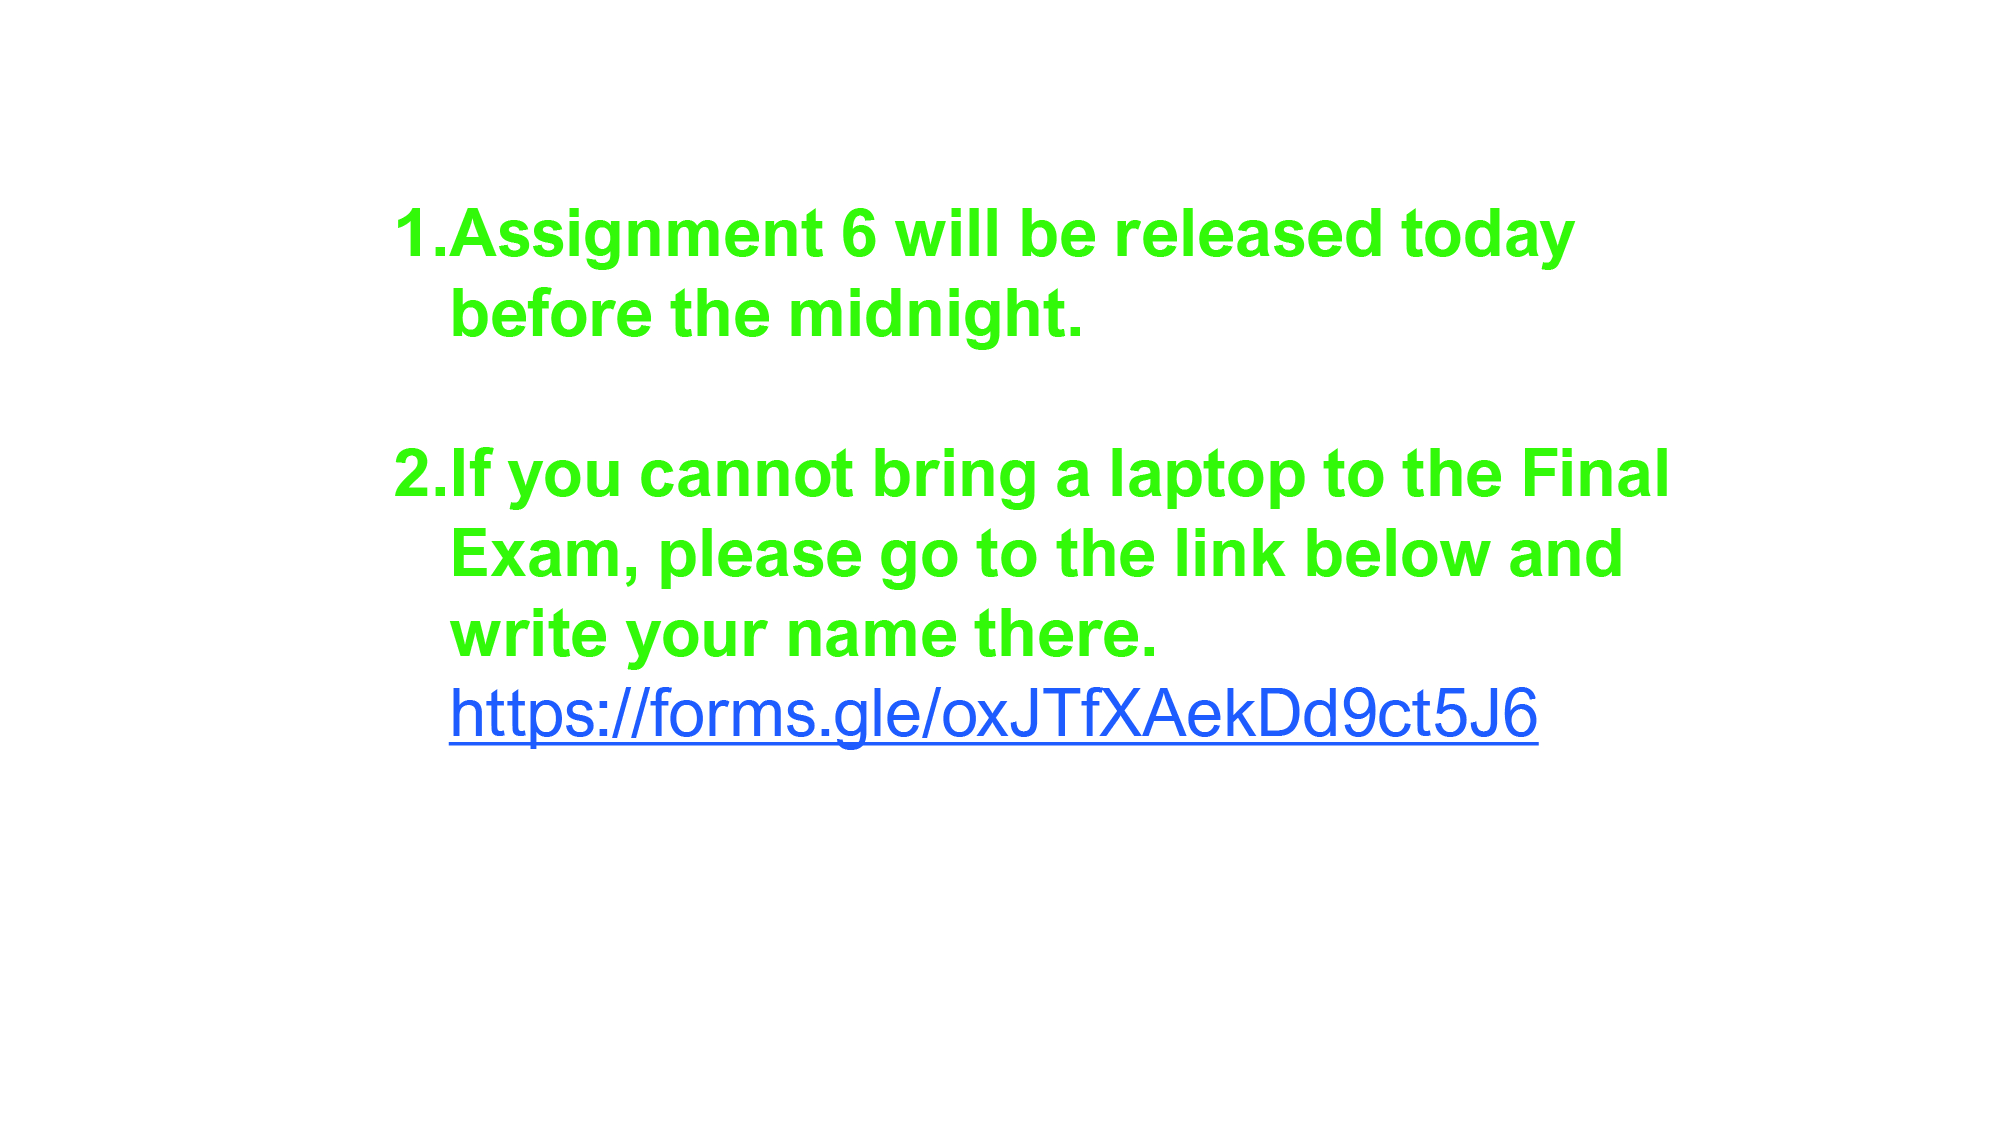 1.Assignment 6 will be released today
before the midnight.
2.If you cannot bring a laptop to the Final
Exam, please go to the link below and
write your name there.
https://forms.gle/oxJTfXAekDd9ct5J6